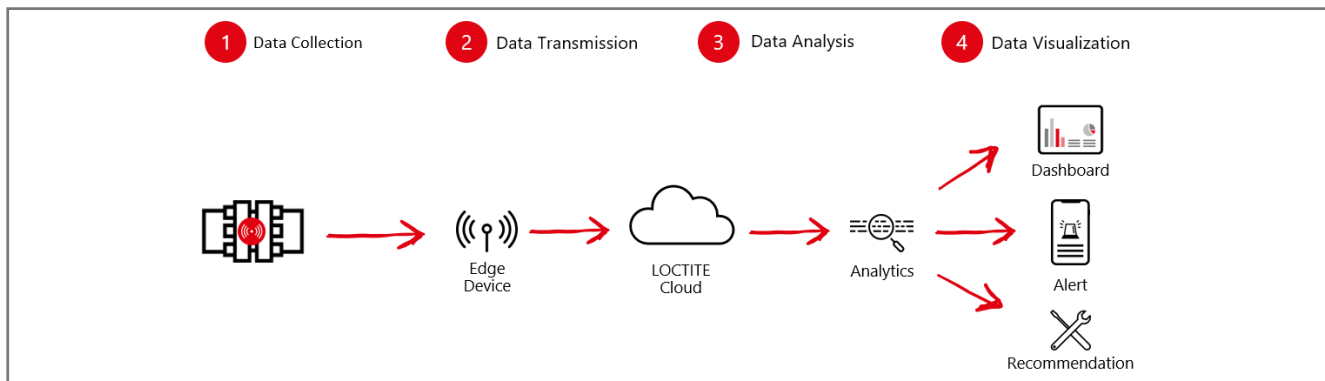 1 Data Collection
2 Data Transmission
3 Data Analysis
4 Data Visualization
Dashboard
Edge
Device
LOCTITE
Cloud
Analytics
Alert
Recommendation